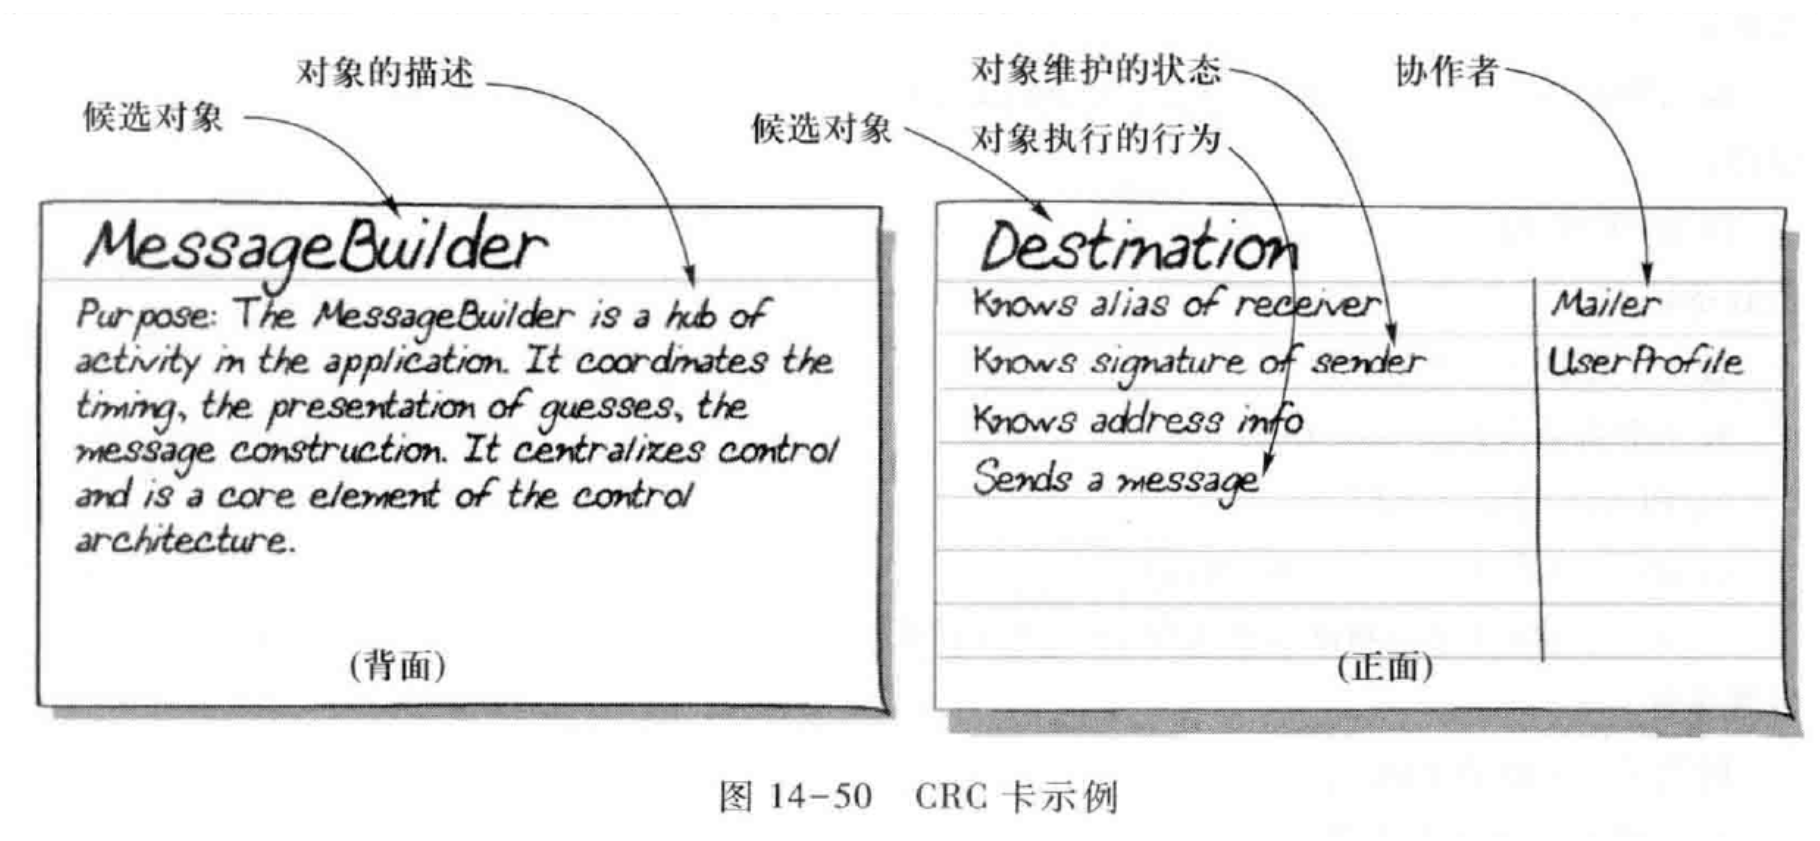 对象的描述
候选对象
MessageBuilder
Purpose: The MessageBuilder is a hub of
activity in the application. It coordinates the
timing, the presentation of guesses, the
message construction. It centralizes control
and is a core element of the control
architecture.
(背面)
对象维护的状态
协作者
候选对象
对象执行的行为
Destination
Knows alias of receiver
Mailer
Knows signature of sender
UserProfile
Knows address info
Sends a message
(正面)
图 14-50 CRC 卡示例